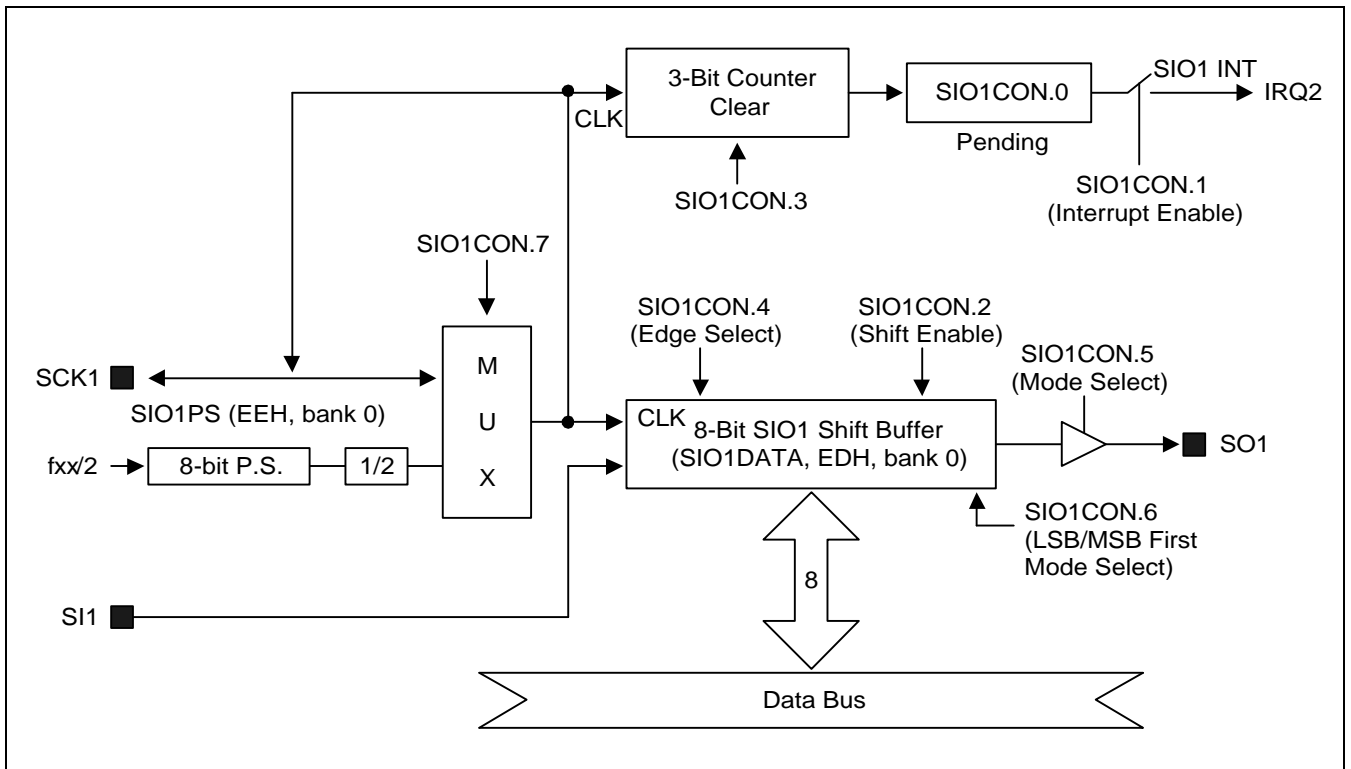 3-Bit Counter
Clear
SIO1CON.0
SIO1 INT
IRQ2
CLK
Pending
SIO1CON.3
SIO1CON.1
(Interrupt Enable)
SIO1CON.7
SIO1CON.4
(Edge Select)
SIO1CON.2
(Shift Enable)
SIO1CON.5
(Mode Select)
SCK1
M
U
X
SIO1PS (EEH, bank 0)
fxx/2
8-bit P.S.
1/2
CLK
8-Bit SIO1 Shift Buffer
(SIO1DATA, EDH, bank 0)
SO1
SIO1CON.6
(LSB/MSB First
Mode Select)
8
SI1
Data Bus